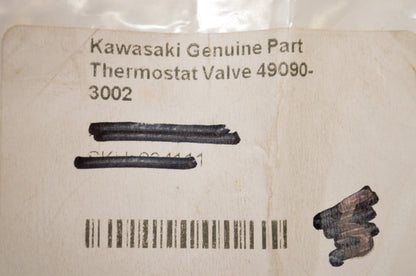 Kawasaki Genuine Part
Thermostat Valve 49090-
3002